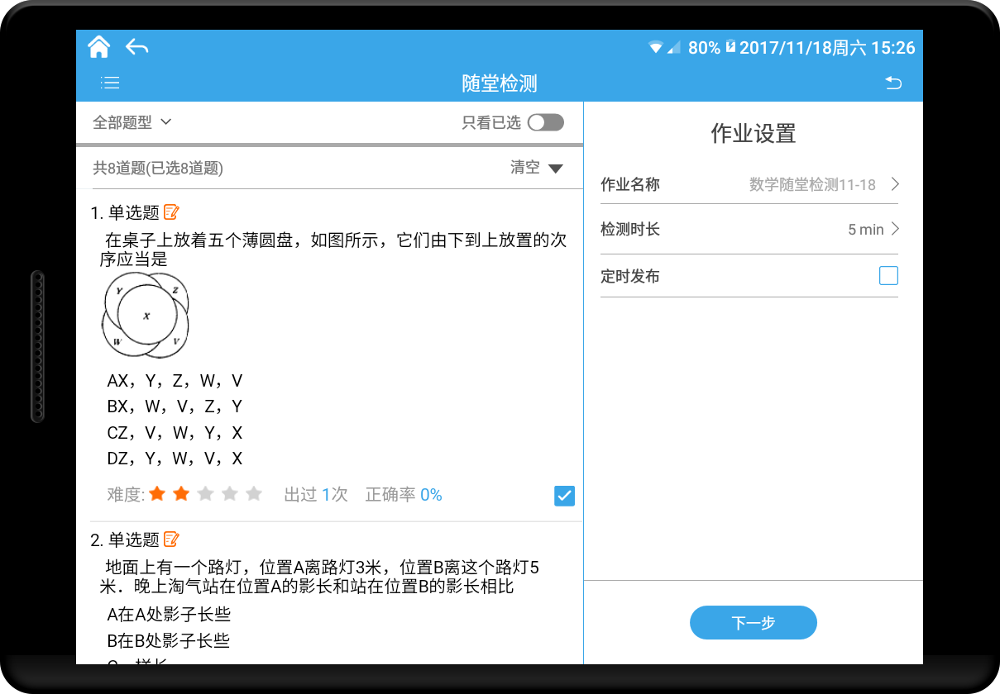 80% 2017/11/18周六 15:26
随堂检测
全部题型
只看已选
共8道题(已选8道题)
清空
1. 单选题
在桌子上放着五个薄圆盘，如图所示，它们由下到上放置的次
序应当是
Y Z
X
W V
AX，Y，Z，W，V
BX，W，V，Z，Y
CZ，V，W，Y，X
DZ，Y，W，V，X
难度: 出过 1次 正确率 0%
2. 单选题
地面上有一个路灯，位置A离路灯3米，位置B离这个路灯5
米．晚上淘气站在位置A的影长和站在位置B的影长相比
A在A处影子长些
B在B处影子长些
作业设置
作业名称 数学随堂检测11-18
检测时长 5 min
定时发布
下一步